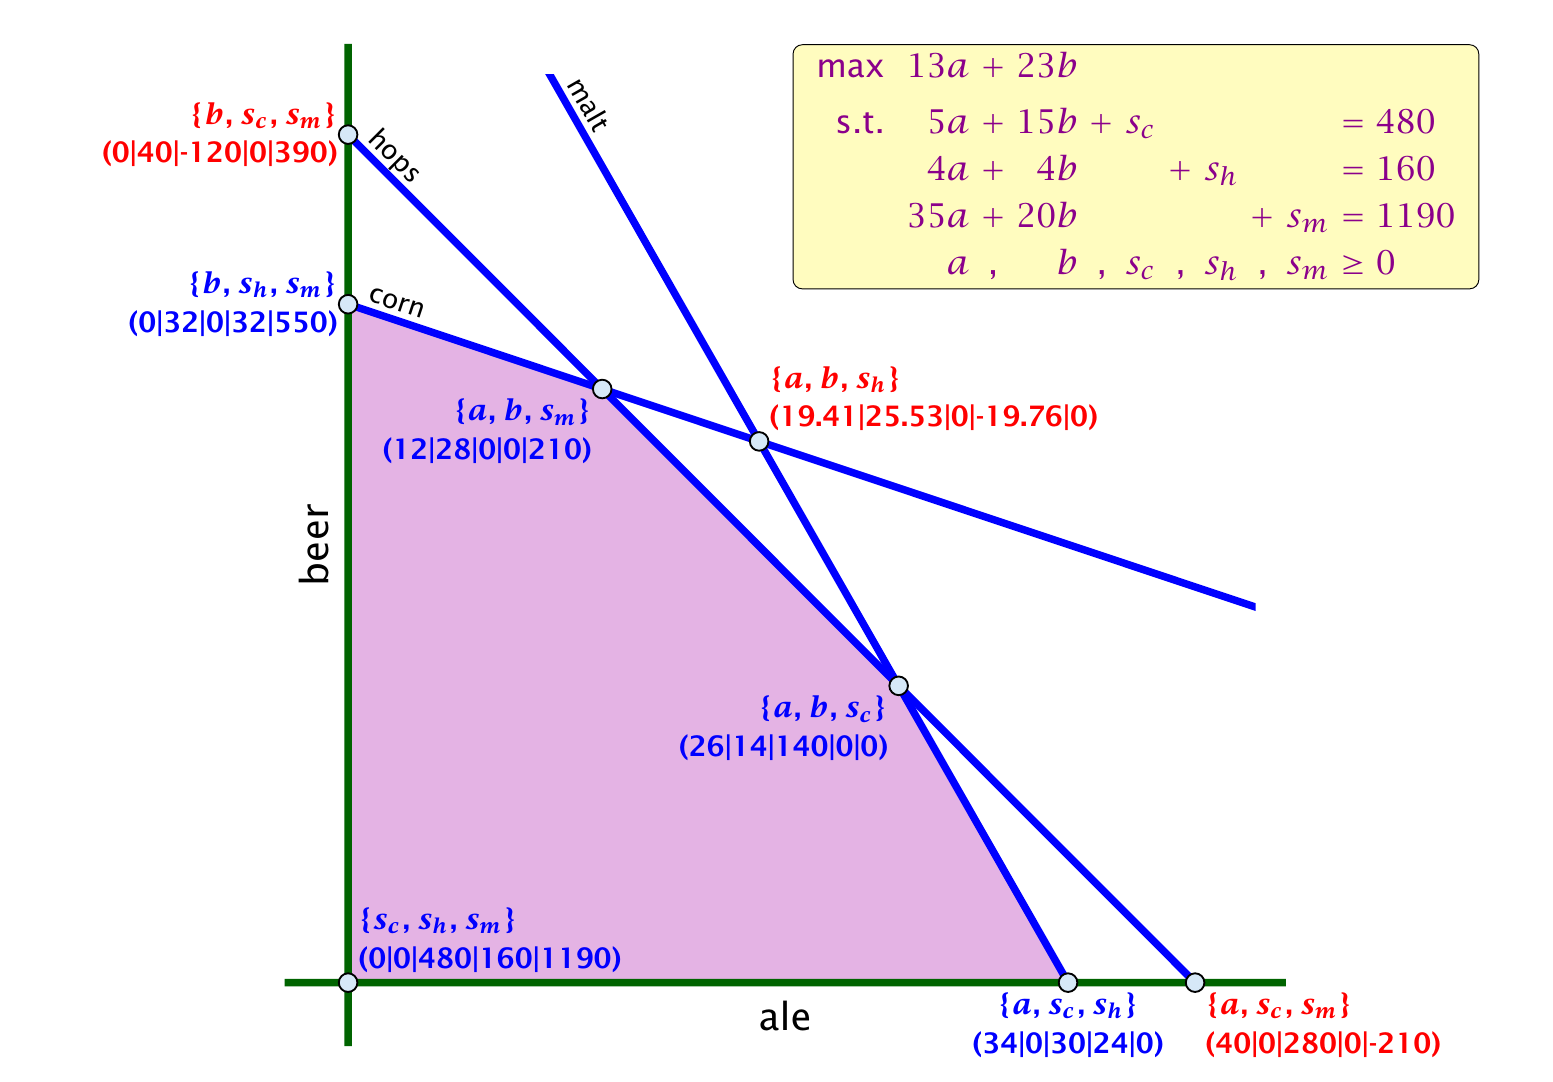 max 13a + 23b
s.t. 5a + 15b + s_c = 480
4a + 4b + s_h = 160
35a + 20b + s_m = 1190
a , b , s_c , s_h , s_m ≥ 0
malt
{b, s_c, s_m}
(0|40|-120|0|390)
hops
{b, s_h, s_m}
(0|32|0|32|550)
corn
{a, b, s_h}
(19.41|25.53|0|-19.76|0)
{a, b, s_m}
(12|28|0|0|210)
beer
{a, b, s_c}
(26|14|140|0|0)
{s_c, s_h, s_m}
(0|0|480|160|1190)
ale
{a, s_c, s_h}
(34|0|30|24|0)
{a, s_c, s_m}
(40|0|280|0|-210)